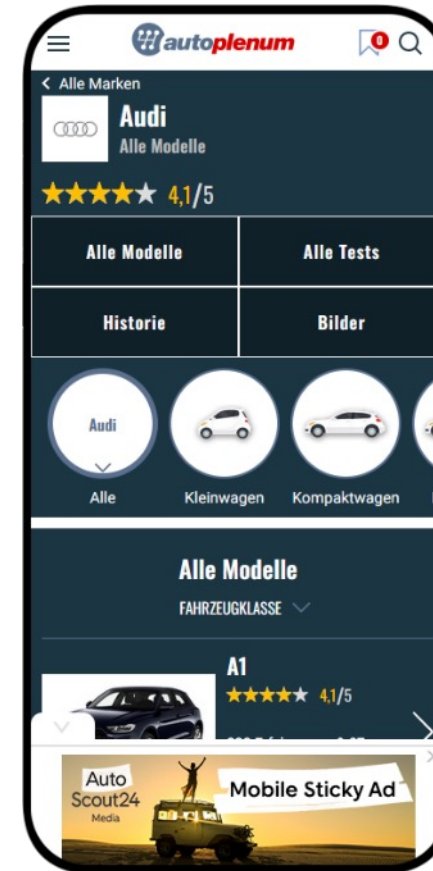 autoplenum
0
Alle Marken
Audi
Alle Modelle
4,1/5
Alle Modelle
Alle Tests
Historie
Bilder
Audi
Alle
Kleinwagen
Kompaktwagen
Alle Modelle
FAHRZEUGKLASSE
A1
4,1/5
Auto
Scout24
Media
Mobile Sticky Ad